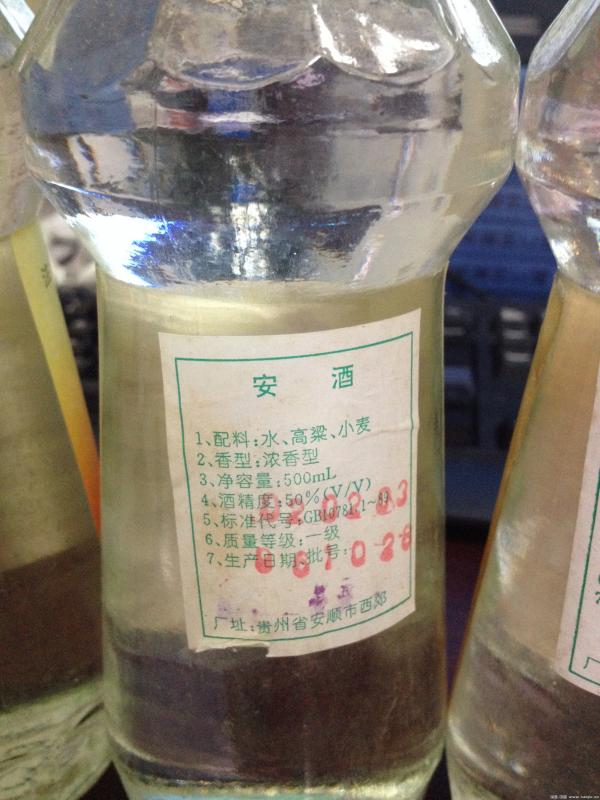 安 酒
1、配料：水、高粱、小麦
2、香型：浓香型
3、净容量：500mL
4、酒精度：50%(V/V)
5、标准代号：GB10781.1~89
6、质量等级：一级
7、生产日期、批号：
厂址：贵州省安顺市西郊